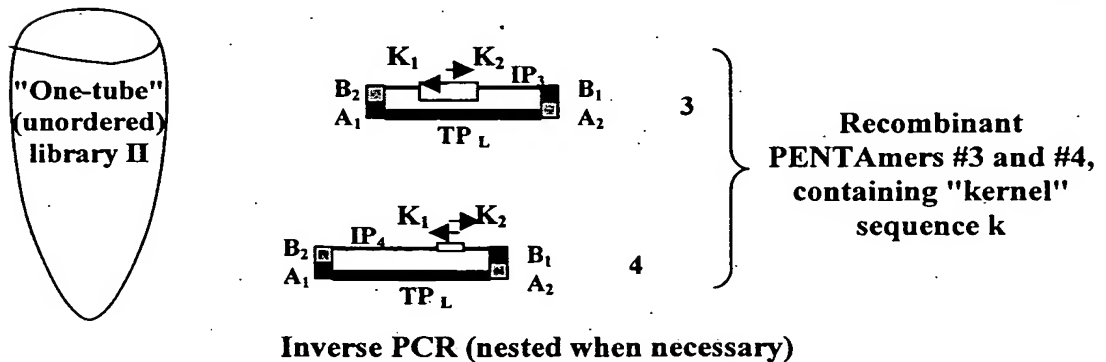 "One-tube"
(unordered)
library II
K₁ K₂
IP₃
B₂ B₁
A₁ A₂
TP L
3
K₁ K₂
IP₄
B₂ B₁
A₁ A₂
TP L
4
Recombinant
PENTAmers #3 and #4,
containing "kernel"
sequence k
Inverse PCR (nested when necessary)